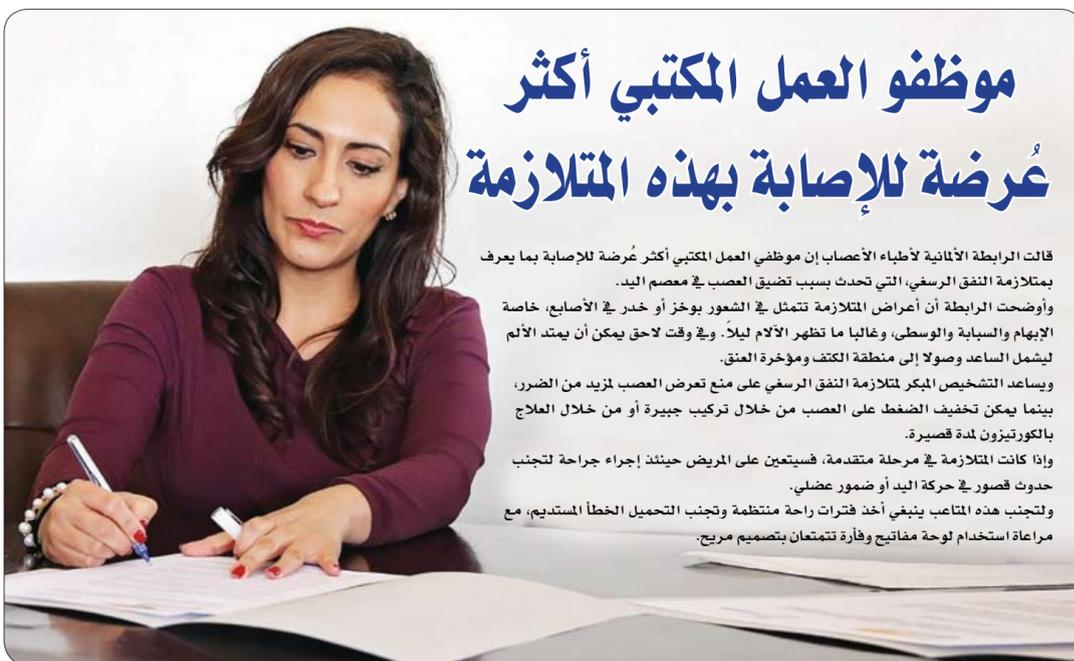 موظفو العمل المكتبي أكثر
عُرضة للإصابة بهذه المتلازمة
قالت الرابطة الألمانية لأطباء الأعصاب إن موظفي العمل المكتبي أكثر عُرضة للإصابة بما يعرف
بمتلازمة النفق الرسغي، التي تحدث بسبب تضيق العصب في معصم اليد.
وأوضحت الرابطة أن أعراض المتلازمة تتمثل في الشعور بوخز أو خدر في الأصابع، خاصة
الإبهام والسبابة والوسطى، وغالبا ما تظهر الآلام ليلاً. وفي وقت لاحق يمكن أن يمتد الألم
ليشمل الساعد وصولا إلى منطقة الكتف ومؤخرة العنق.
ويساعد التشخيص المبكر لمتلازمة النفق الرسغي على منع تعرض العصب لمزيد من الضرر،
بينما يمكن تخفيف الضغط على العصب من خلال تركيب جبيرة أو من خلال العلاج
بالكورتيزون لمدة قصيرة.
وإذا كانت المتلازمة في مرحلة متقدمة، فسيتعين على المريض حينئذ إجراء جراحة لتجنب
حدوث قصور في حركة اليد أو ضمور عضلي.
ولتجنب هذه المتاعب ينبغي أخذ فترات راحة منتظمة وتجنب التحميل الخطأ المستديم، مع
مراعاة استخدام لوحة مفاتيح وفأرة تتمتعان بتصميم مريح.